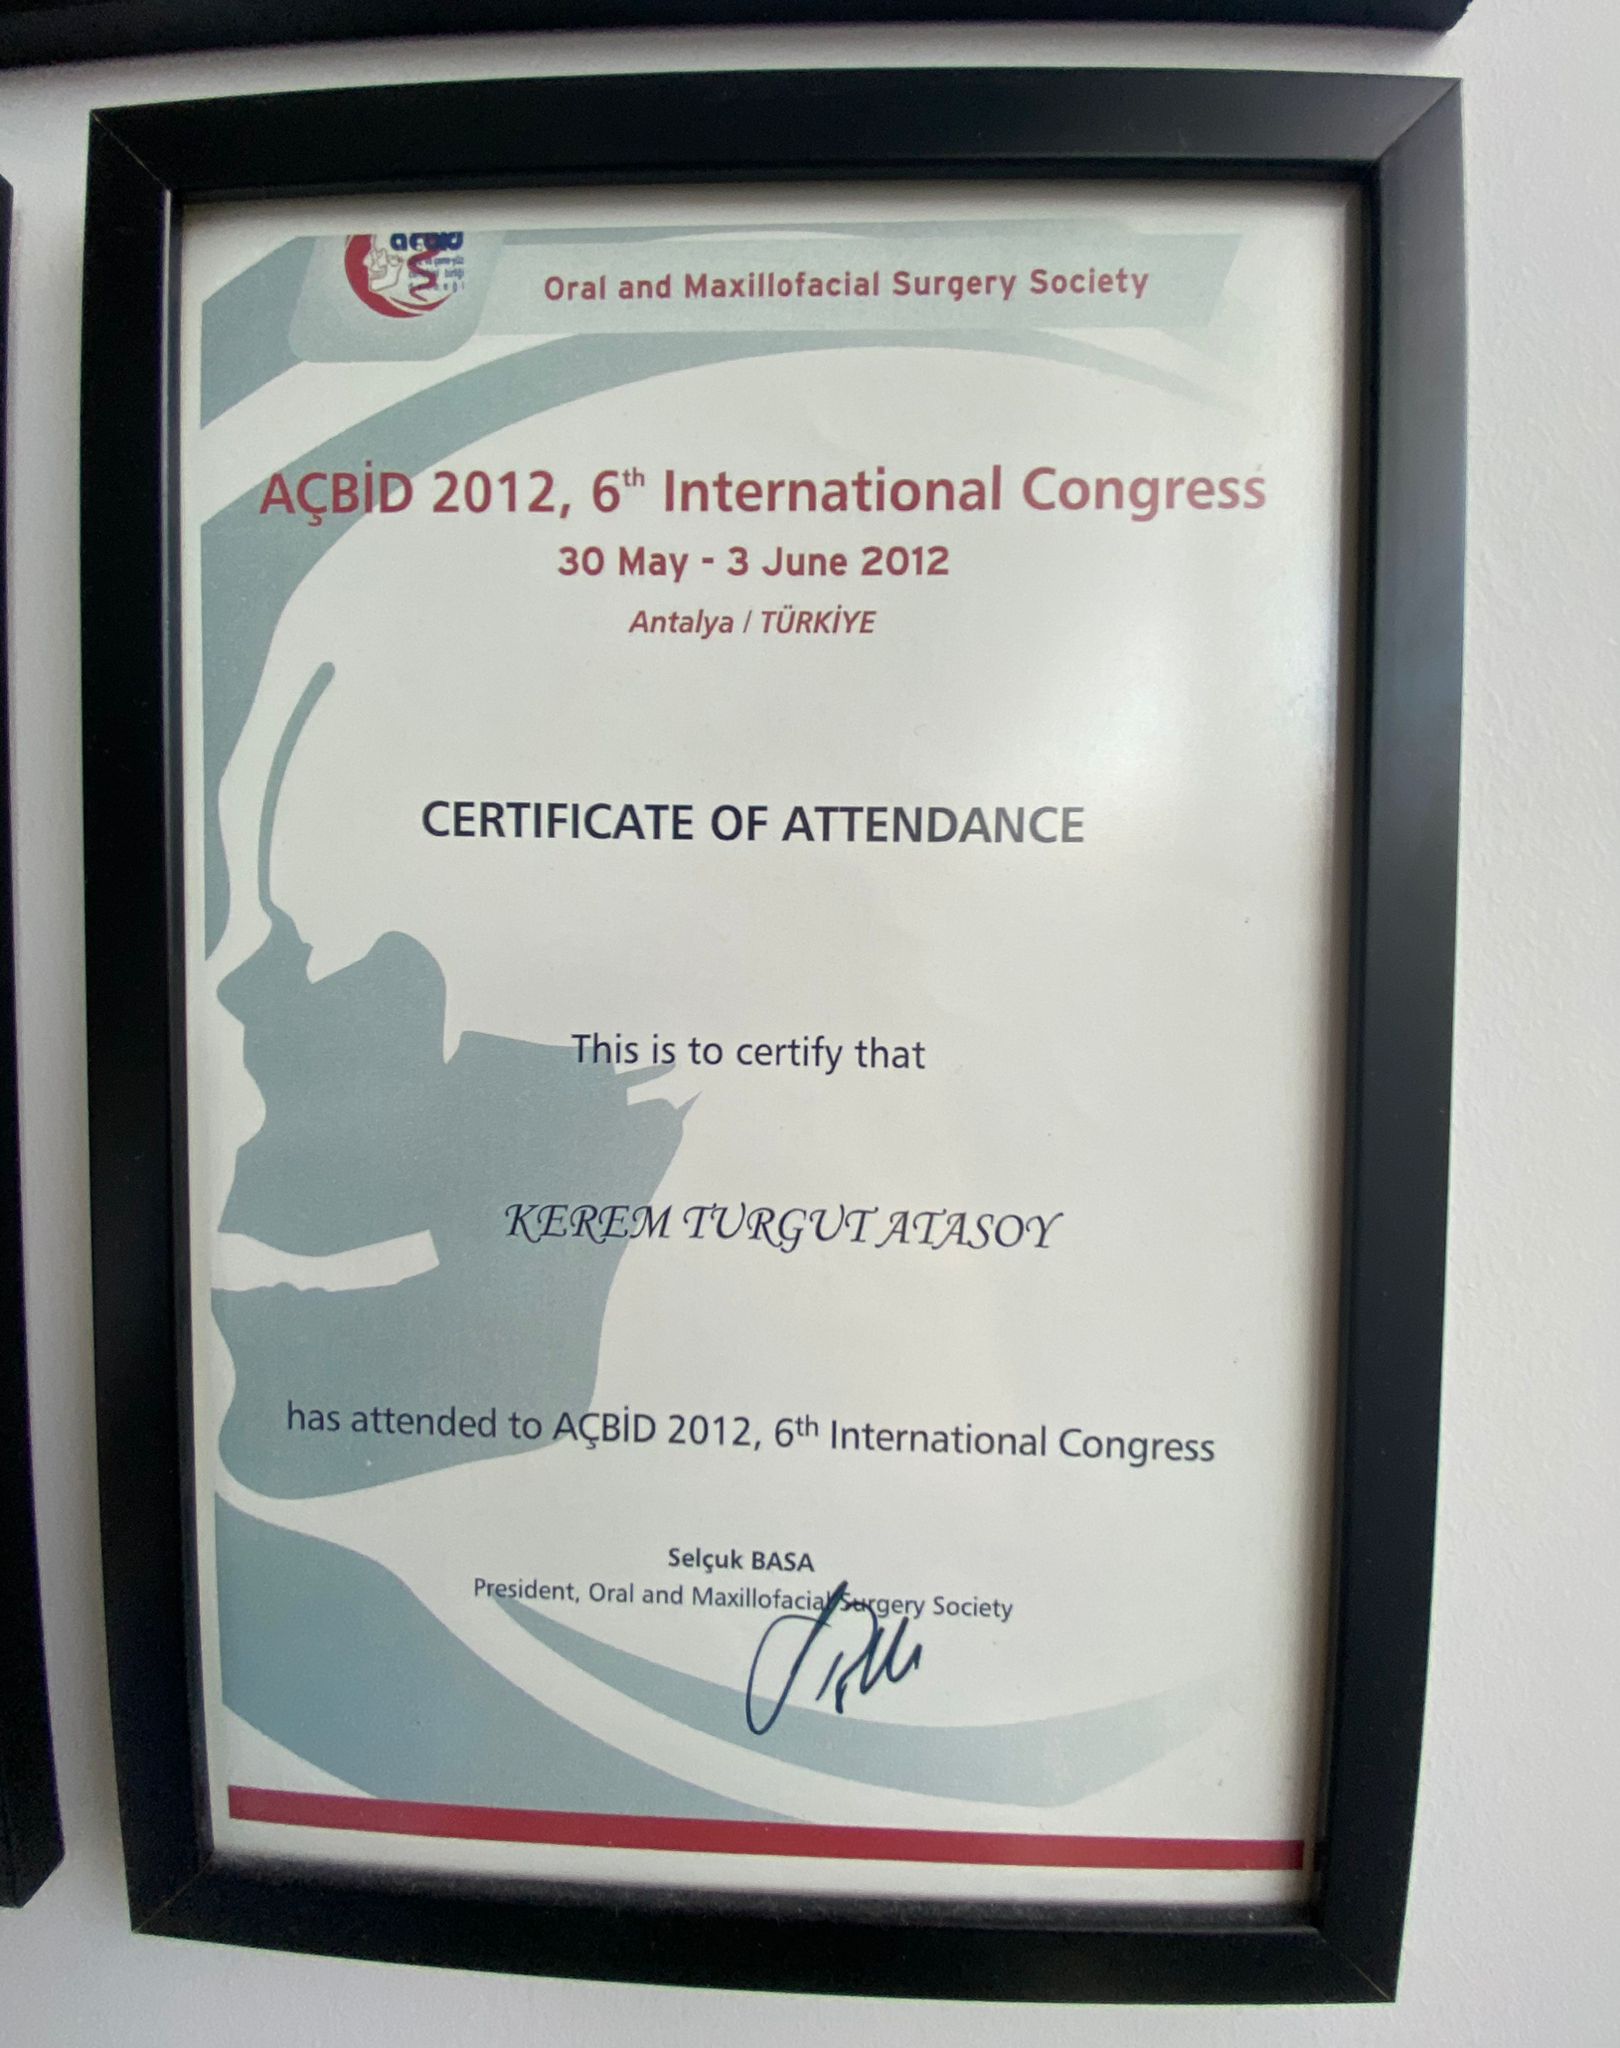 açbid
birliği
Oral and Maxillofacial Surgery Society
AÇBİD 2012, 6th International Congress
30 May - 3 June 2012
Antalya / TÜRKİYE
CERTIFICATE OF ATTENDANCE
This is to certify that
KEREM TURGUT ATASOY
has attended to AÇBİD 2012, 6th International Congress
Selçuk BASA
President, Oral and Maxillofacial Surgery Society